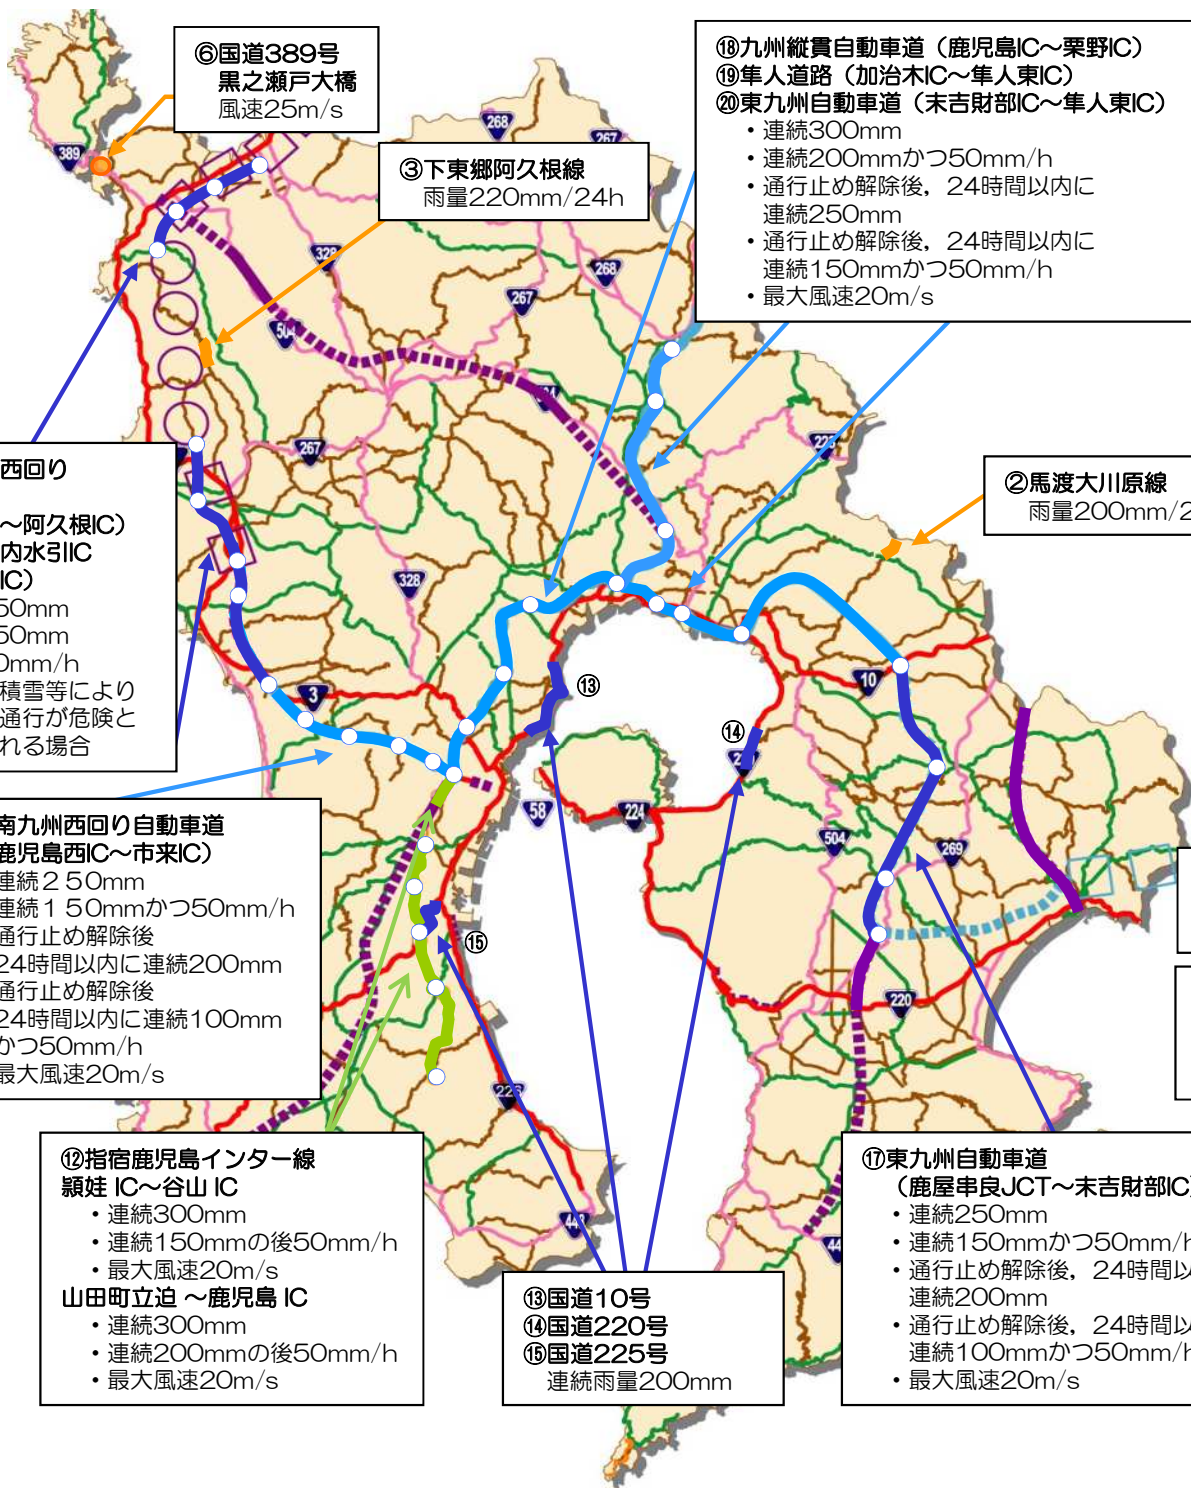 ⑥国道389号
黒之瀬戸大橋
風速25m/s
⑱九州縦貫自動車道（鹿児島IC～栗野IC）
⑲隼人道路（加治木IC～隼人東IC）
⑳東九州自動車道（末吉財部IC～隼人東IC）
・連続300mm
・連続200mmかつ50mm/h
・通行止め解除後，24時間以内に
連続250mm
・通行止め解除後，24時間以内に
連続150mmかつ50mm/h
・最大風速20m/s
③下東郷阿久根線
雨量220mm/24h
389
268
267
328
268
267
504
267
328
3
10
58
224
504
269
220
226
②馬渡大川原線
雨量200mm/2
西回り
～阿久根IC）
内水引IC
IC）
50mm
50mm
0mm/h
積雪等により
通行が危険と
れる場合
⑬
⑭
⑮
南九州西回り自動車道
鹿児島西IC～市来IC）
連続２５0mm
連続１５0mmかつ50mm/h
通行止め解除後
24時間以内に連続200mm
通行止め解除後
24時間以内に連続100mm
かつ50mm/h
最大風速20m/s
⑫指宿鹿児島インター線
頴娃 IC～谷山 IC
・連続300mm
・連続150mmの後50mm/h
・最大風速20m/s
山田町立迫 ～鹿児島 IC
・連続300mm
・連続200mmの後50mm/h
・最大風速20m/s
⑬国道10号
⑭国道220号
⑮国道225号
連続雨量200mm
⑰東九州自動車道
（鹿屋串良JCT～末吉財部IC
・連続250mm
・連続150mmかつ50mm/h
・通行止め解除後，24時間以
連続200mm
・通行止め解除後，24時間以
連続100mmかつ50mm/h
・最大風速20m/s